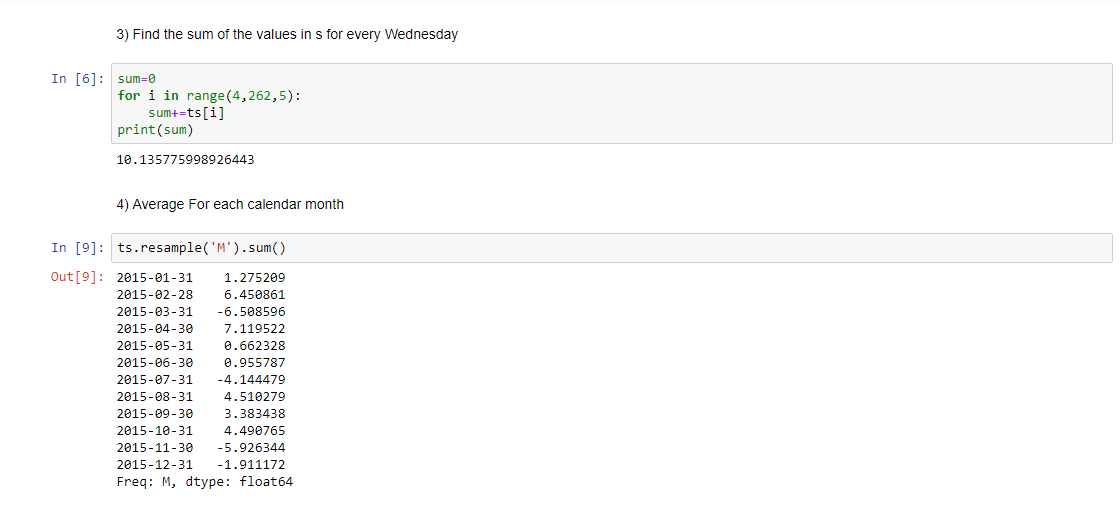 3) Find the sum of the values in s for every Wednesday
In [6]: sum=0
for i in range(4,262,5):
    sum+=ts[i]
print(sum)
10.135775998926443
4) Average For each calendar month
In [9]: ts.resample('M').sum()
Out[9]: 2015-01-31    1.275209
2015-02-28    6.450861
2015-03-31   -6.508596
2015-04-30    7.119522
2015-05-31    0.662328
2015-06-30    0.955787
2015-07-31   -4.144479
2015-08-31    4.510279
2015-09-30    3.383438
2015-10-31    4.490765
2015-11-30   -5.926344
2015-12-31   -1.911172
Freq: M, dtype: float64